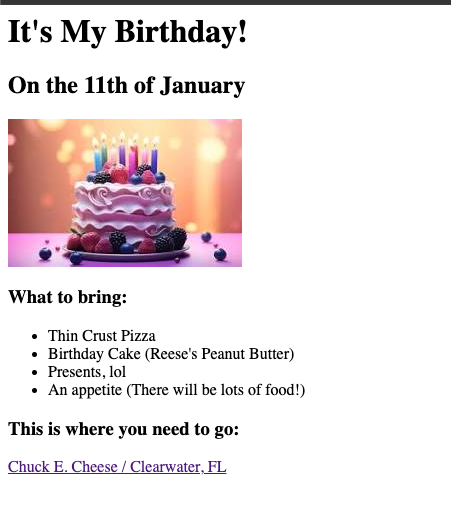 It's My Birthday!
On the 11th of January
What to bring:
Thin Crust Pizza
Birthday Cake (Reese's Peanut Butter)
Presents, lol
An appetite (There will be lots of food!)
This is where you need to go:
Chuck E. Cheese / Clearwater, FL